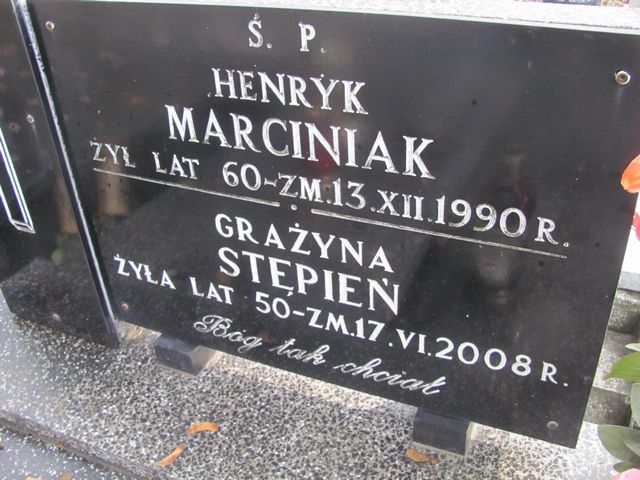 Ś. P.
HENRYK
MARCINIAK
ŻYŁ LAT 60-ZM.13.XII.1990 R.
GRAŻYNA
STĘPIEŃ
ŻYŁA LAT 50-ZM.17.VI.2008 R.
Bóg tak chciał